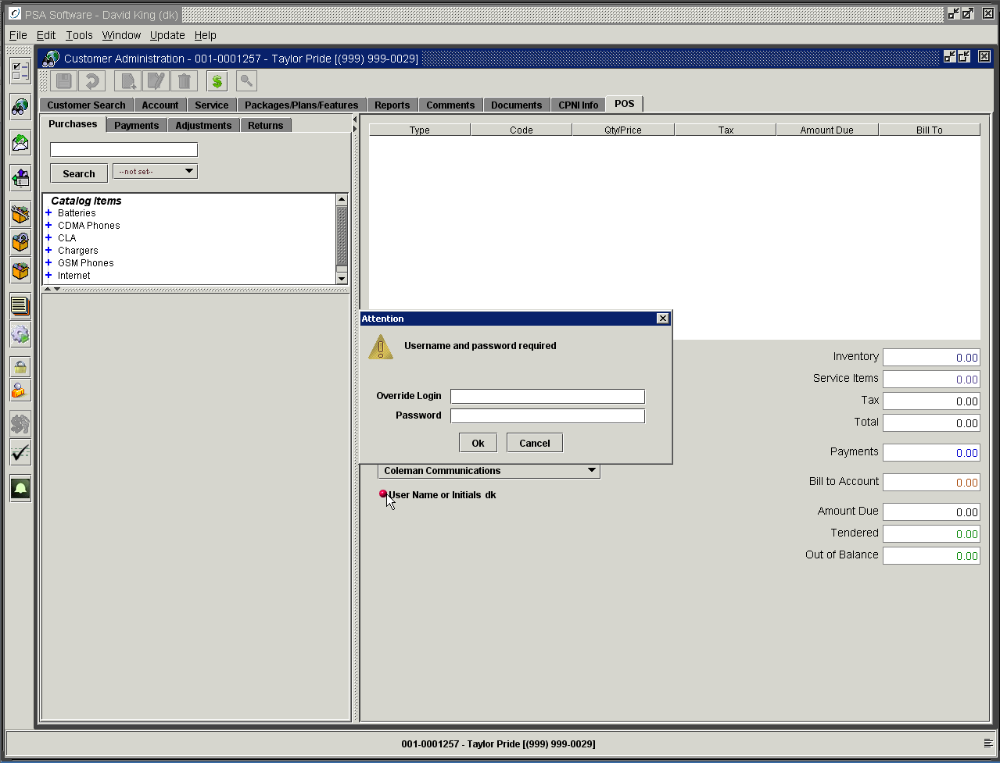 PSA Software - David King (dk)
File Edit Tools Window Update Help
Customer Administration - 001-0001257 - Taylor Pride [(999) 999-0029]
Customer Search Account Service Packages/Plans/Features Reports Comments Documents CPNI Info POS
Purchases Payments Adjustments Returns
Search --not set--
Catalog Items
Batteries
CDMA Phones
CLA
Chargers
GSM Phones
Internet
Type Code Qty/Price Tax Amount Due Bill To
Attention
Username and password required
Override Login
Password
Ok Cancel
Coleman Communications
User Name or Initials dk
Inventory 0.00
Service Items 0.00
Tax 0.00
Total 0.00
Payments 0.00
Bill to Account 0.00
Amount Due 0.00
Tendered 0.00
Out of Balance 0.00
001-0001257 - Taylor Pride [(999) 999-0029]